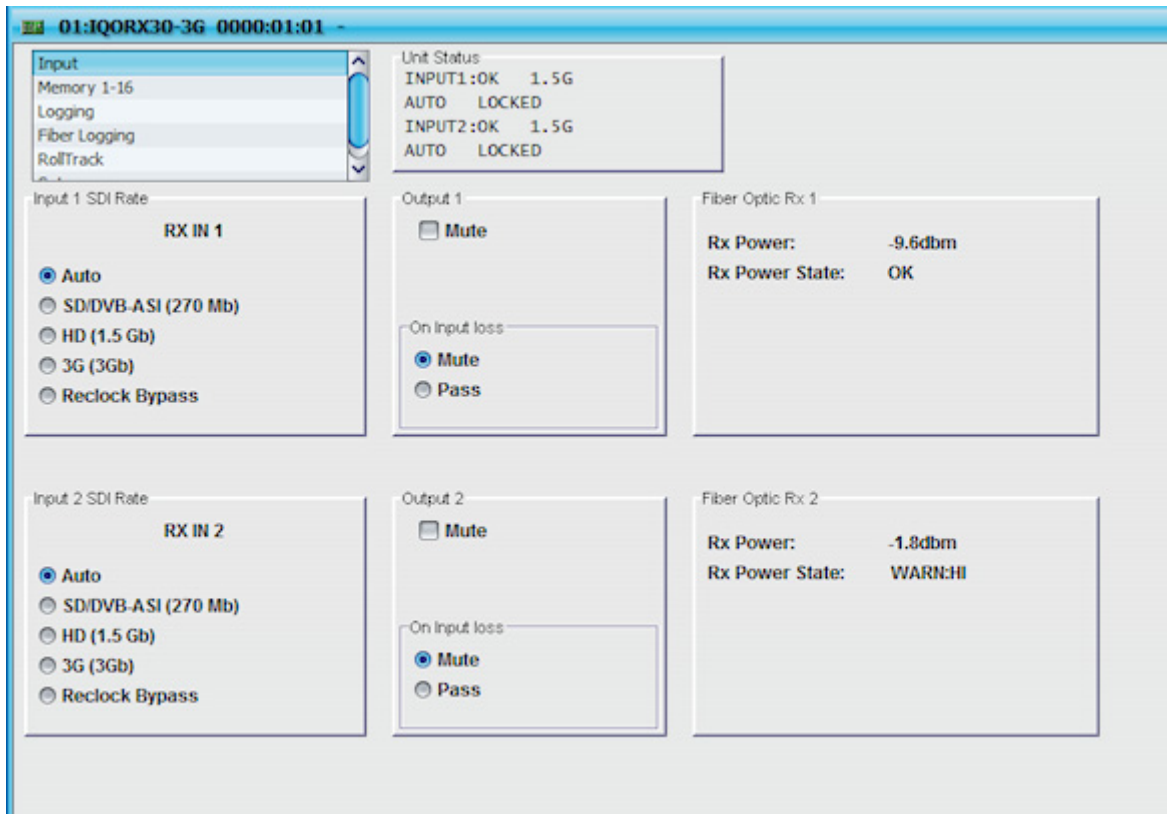 01:IQORX30-3G 0000:01:01 -
Input
Memory 1-16
Logging
Fiber Logging
RollTrack
Unit Status
INPUT1:OK 1.5G
AUTO LOCKED
INPUT2:OK 1.5G
AUTO LOCKED
Input 1 SDI Rate
RX IN 1
Auto
SD/DVB-ASI (270 Mb)
HD (1.5 Gb)
3G (3Gb)
Reclock Bypass
Output 1
Mute
On Input loss
Mute
Pass
Fiber Optic Rx 1
Rx Power: -9.6dbm
Rx Power State: OK
Input 2 SDI Rate
RX IN 2
Auto
SD/DVB-ASI (270 Mb)
HD (1.5 Gb)
3G (3Gb)
Reclock Bypass
Output 2
Mute
On Input loss
Mute
Pass
Fiber Optic Rx 2
Rx Power: -1.8dbm
Rx Power State: WARN:HI